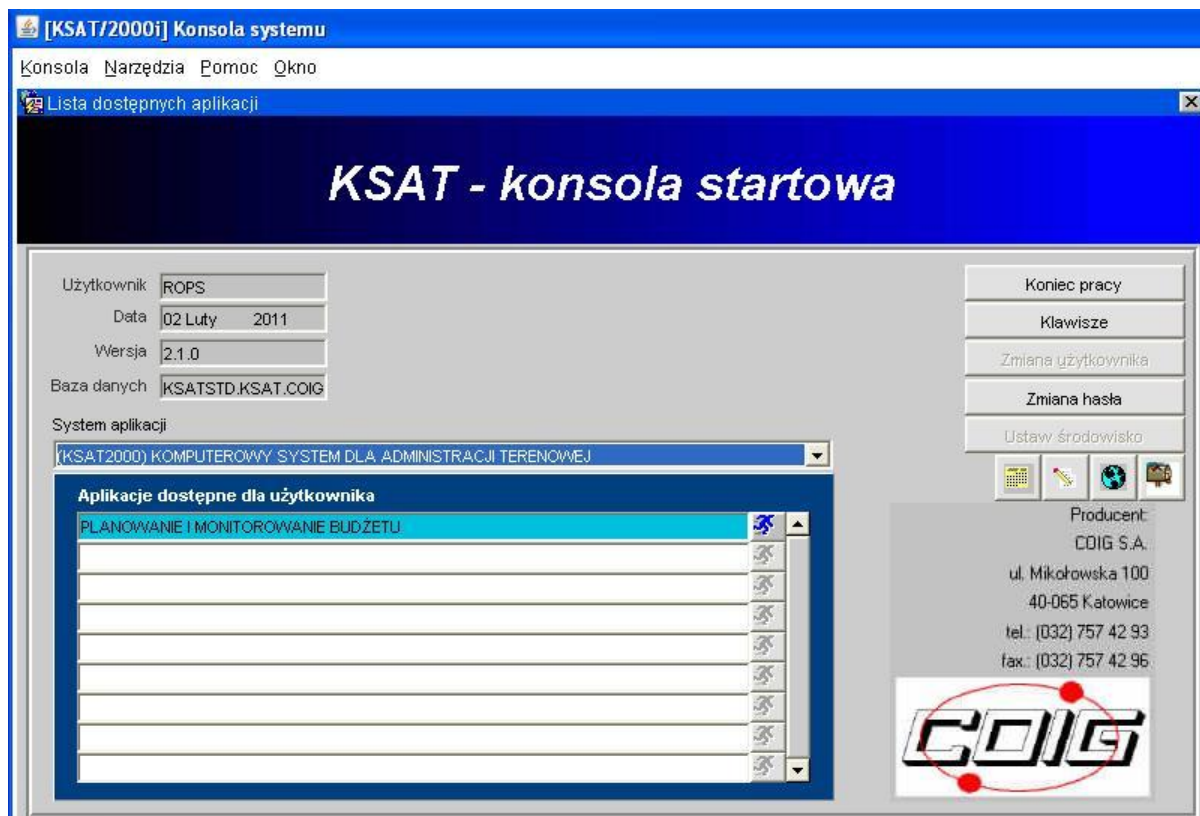 [KSAT/2000i] Konsola systemu
Konsola Narzędzia Pomoc Okno
Lista dostępnych aplikacji
KSAT - konsola startowa
Użytkownik ROPS
Data 02 Luty 2011
Wersja 2.1.0
Baza danych KSATSTD.KSAT.COIG
System aplikacji
(KSAT2000) KOMPUTEROWY SYSTEM DLA ADMINISTRACJI TERENOWEJ
Aplikacje dostępne dla użytkownika
PLANOWANIE I MONITOROWANIE BUDŻETU
Koniec pracy
Klawisze
Zmiana użytkownika
Zmiana hasła
Ustaw środowisko
Producent:
COIG S.A.
ul. Mikołowska 100
40-065 Katowice
tel.: (032) 757 42 93
fax.: (032) 757 42 96
COIG